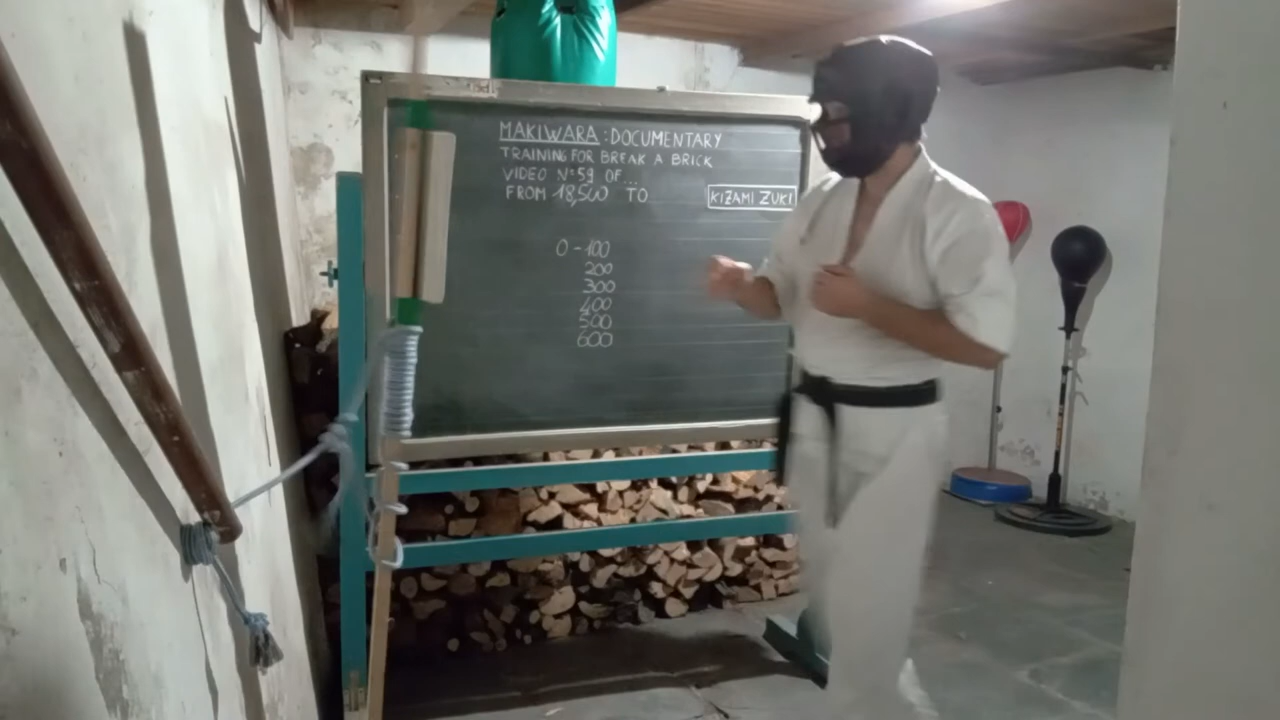 MAKIWARA : DOCUMENTARY
TRAINING FOR BREAK A BRICK
VIDEO N°59 OF...
FROM 18,500 TO
KIZAMI ZUKI
0-100
200
300
400
500
600